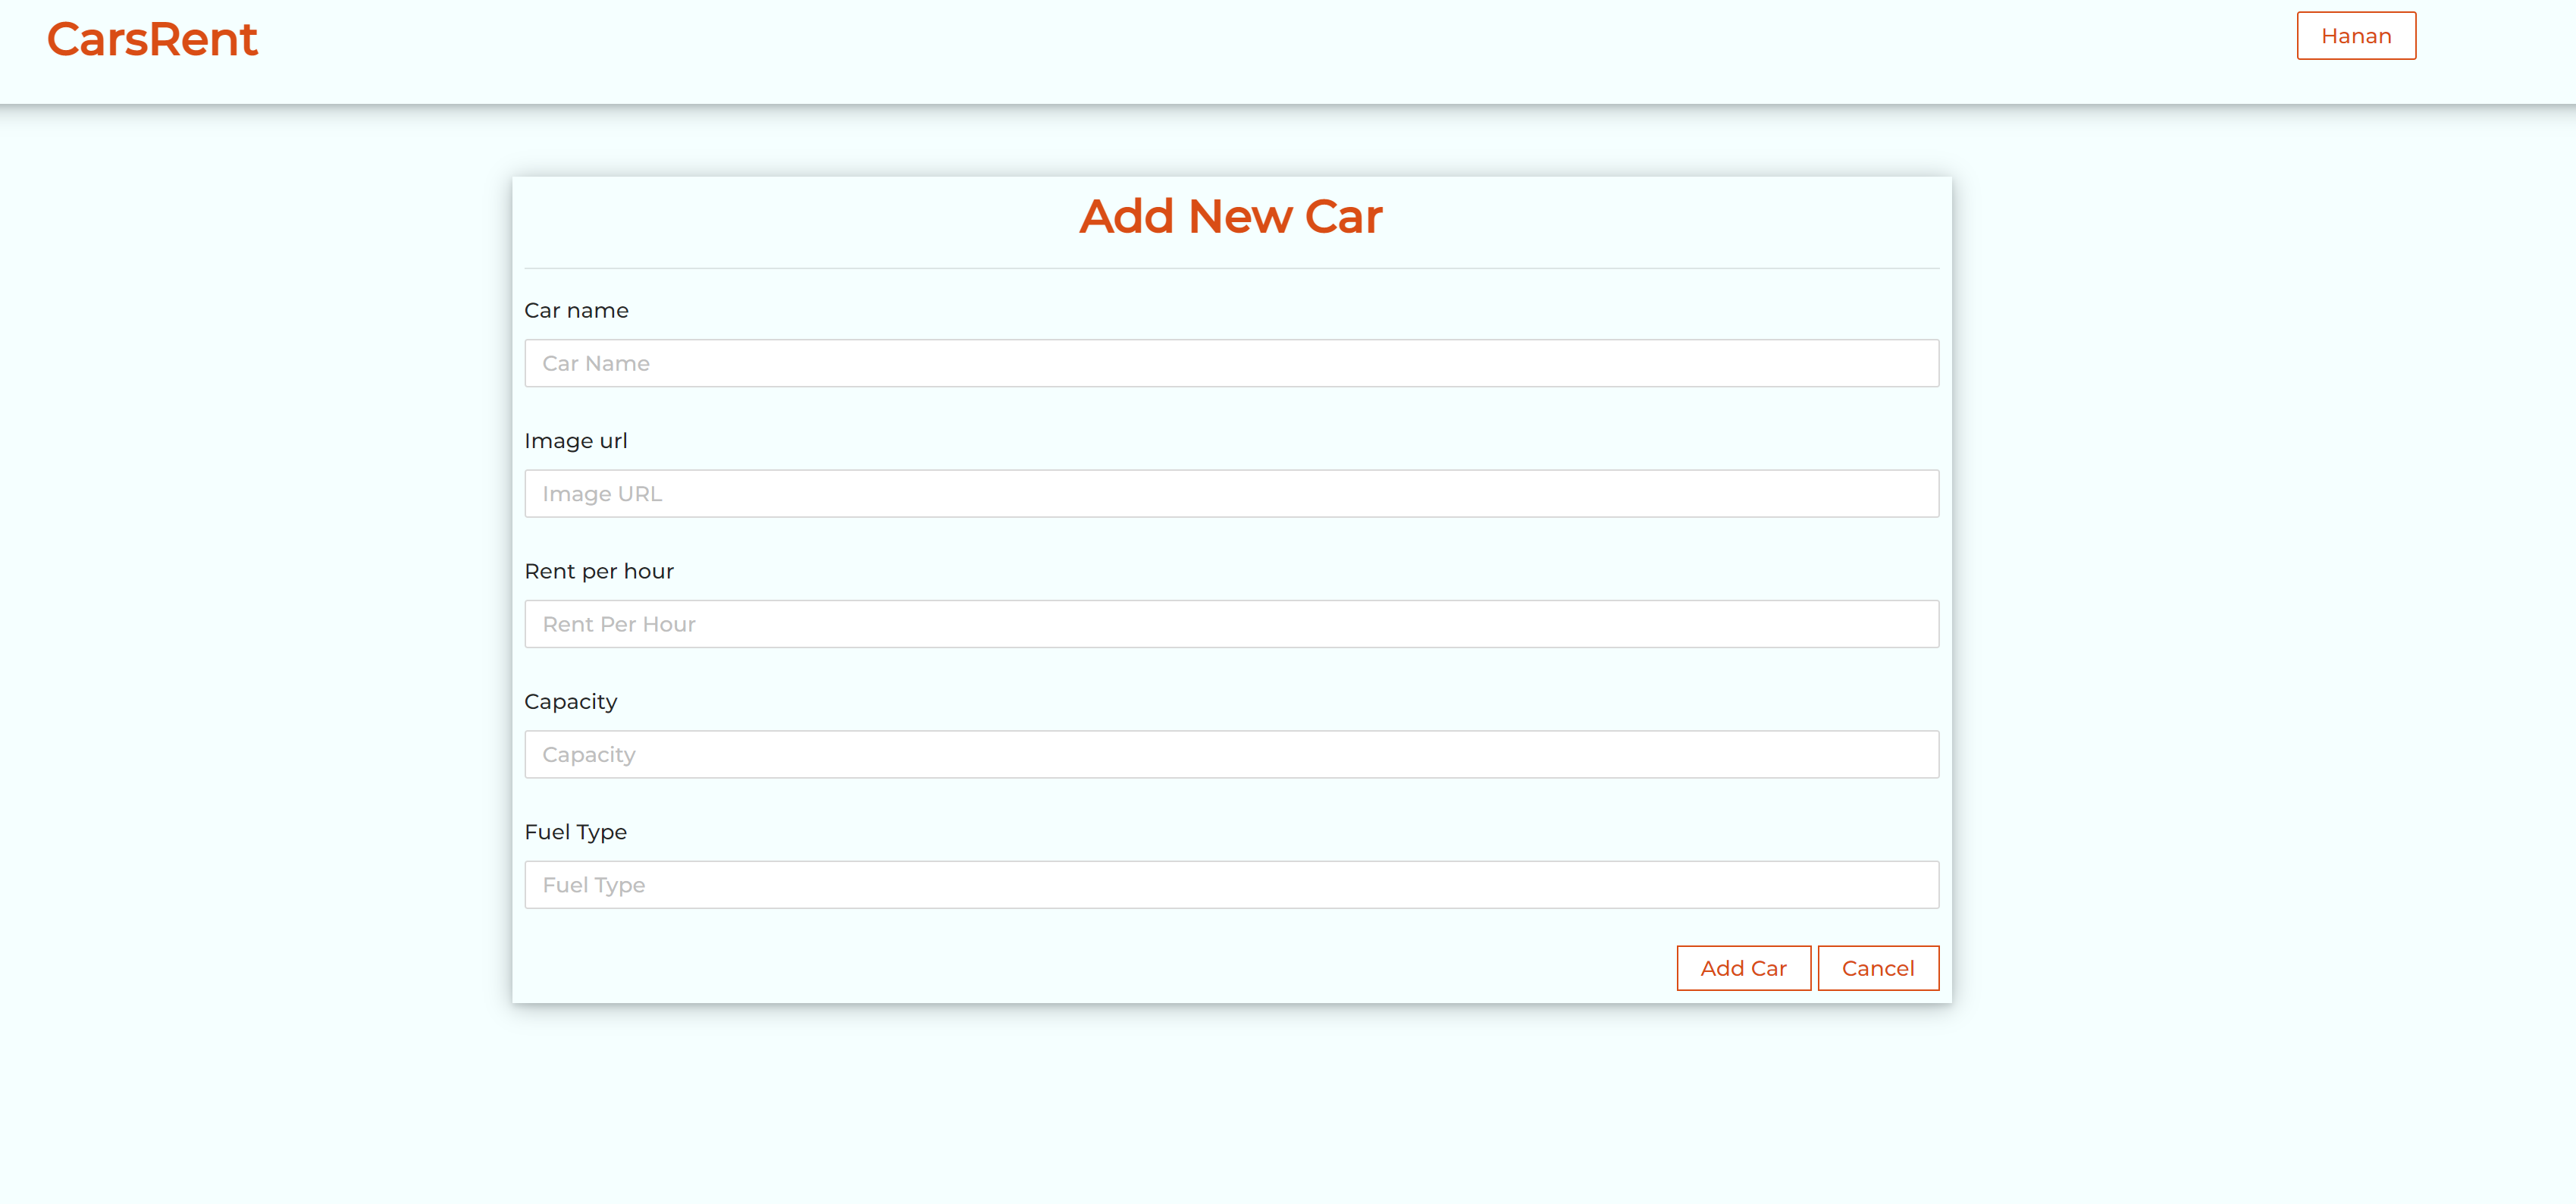 CarsRent
Hanan
Add New Car
Car name
Car Name
Image url
Image URL
Rent per hour
Rent Per Hour
Capacity
Capacity
Fuel Type
Fuel Type
Add Car
Cancel